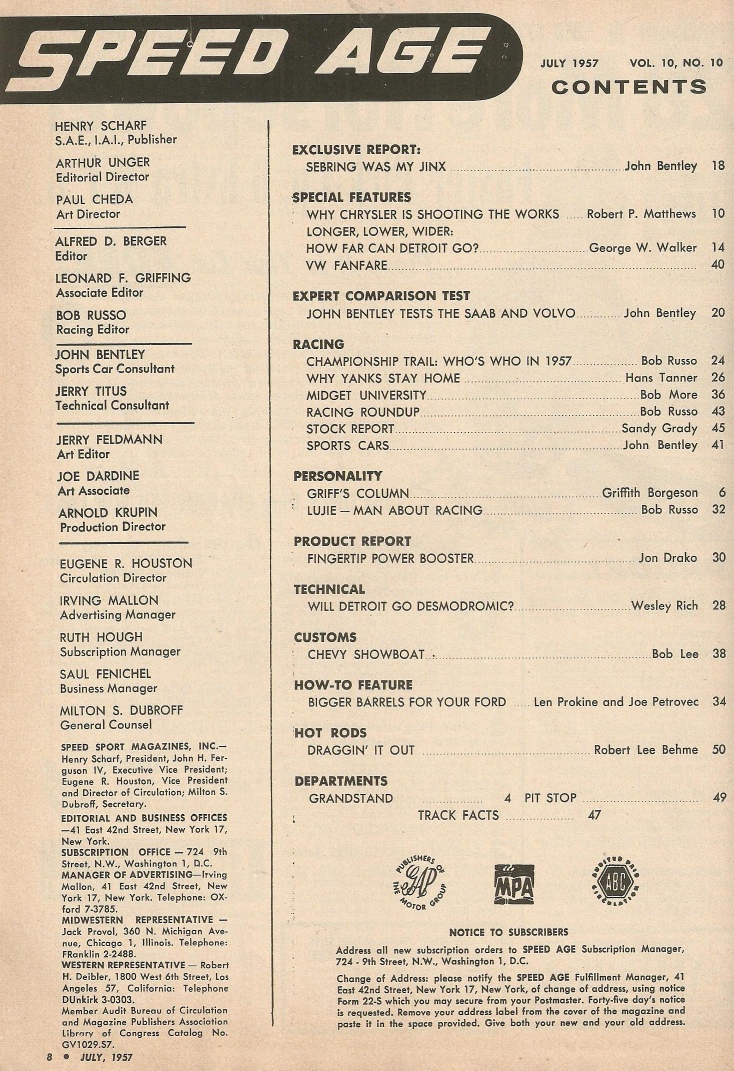 SPEED AGE
JULY 1957 VOL. 10, NO. 10
CONTENTS
HENRY SCHARF
S.A.E., I.A.I., Publisher
ARTHUR UNGER
Editorial Director
PAUL CHEDA
Art Director
ALFRED D. BERGER
Editor
LEONARD F. GRIFFING
Associate Editor
BOB RUSSO
Racing Editor
JOHN BENTLEY
Sports Car Consultant
JERRY TITUS
Technical Consultant
JERRY FELDMANN
Art Editor
JOE DARDINE
Art Associate
ARNOLD KRUPIN
Production Director
EUGENE R. HOUSTON
Circulation Director
IRVING MALLON
Advertising Manager
RUTH HOUGH
Subscription Manager
SAUL FENICHEL
Business Manager
MILTON S. DUBROFF
General Counsel
SPEED SPORT MAGAZINES, INC.—
Henry Scharf, President, John H. Fer-
guson IV, Executive Vice President;
Eugene R. Houston, Vice President
and Director of Circulation; Milton S.
Dubroff, Secretary.
EDITORIAL AND BUSINESS OFFICES
—41 East 42nd Street, New York 17,
New York.
SUBSCRIPTION OFFICE — 724 9th
Street, N.W., Washington 1, D.C.
MANAGER OF ADVERTISING—Irving
Mallon, 41 East 42nd Street, New
York 17, New York. Telephone: OX-
ford 7-3785.
MIDWESTERN REPRESENTATIVE —
Jack Provol, 360 N. Michigan Ave-
nue, Chicago 1, Illinois. Telephone:
FRanklin 2-2488.
WESTERN REPRESENTATIVE — Robert
H. Deibler, 1800 West 6th Street, Los
Angeles 57, California: Telephone
DUnkirk 3-0303.
Member Audit Bureau of Circulation
and Magazine Publishers Association
Library of Congress Catalog No.
GV1029.S7.
8 • JULY, 1957
EXCLUSIVE REPORT:
SEBRING WAS MY JINX John Bentley 18
SPECIAL FEATURES
WHY CHRYSLER IS SHOOTING THE WORKS Robert P. Matthews 10
LONGER, LOWER, WIDER:
HOW FAR CAN DETROIT GO? George W. Walker 14
VW FANFARE 40
EXPERT COMPARISON TEST
JOHN BENTLEY TESTS THE SAAB AND VOLVO John Bentley 20
RACING
CHAMPIONSHIP TRAIL: WHO'S WHO IN 1957 Bob Russo 24
WHY YANKS STAY HOME Hans Tanner 26
MIDGET UNIVERSITY Bob More 36
RACING ROUNDUP Bob Russo 43
STOCK REPORT Sandy Grady 45
SPORTS CARS John Bentley 41
PERSONALITY
GRIFF'S COLUMN Griffith Borgeson 6
LUJIE — MAN ABOUT RACING Bob Russo 32
PRODUCT REPORT
FINGERTIP POWER BOOSTER Jon Drako 30
TECHNICAL
WILL DETROIT GO DESMODROMIC? Wesley Rich 28
CUSTOMS
CHEVY SHOWBOAT Bob Lee 38
HOW-TO FEATURE
BIGGER BARRELS FOR YOUR FORD Len Prokine and Joe Petrovec 34
HOT RODS
DRAGGIN' IT OUT Robert Lee Behme 50
DEPARTMENTS
GRANDSTAND 4 PIT STOP 49
TRACK FACTS 47
PUBLISHERS OF
GAP
THE MOTOR GROUP
MPA
AUDITED PAID
ABC
CIRCULATION
NOTICE TO SUBSCRIBERS
Address all new subscription orders to SPEED AGE Subscription Manager,
724 - 9th Street, N.W., Washington 1, D.C.
Change of Address: please notify the SPEED AGE Fulfillment Manager, 41
East 42nd Street, New York 17, New York, of change of address, using notice
Form 22-S which you may secure from your Postmaster. Forty-five day's notice
is requested. Remove your address label from the cover of the magazine and
paste it in the space provided. Give both your new and your old address.